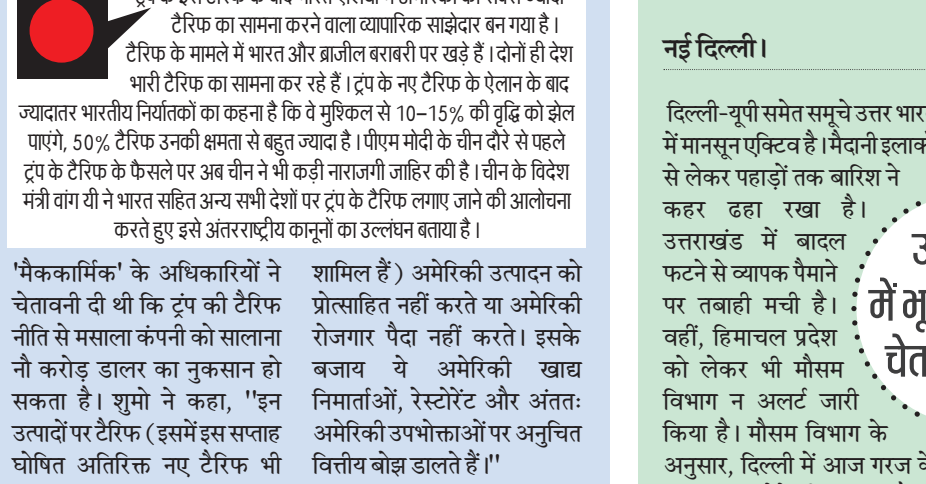 टैरिफ का सामना करने वाला व्यापारिक साझेदार बन गया है।
टैरिफ के मामले में भारत और ब्राजील बराबरी पर खड़े हैं। दोनों ही देश
भारी टैरिफ का सामना कर रहे हैं। ट्रंप के नए टैरिफ के ऐलान के बाद
ज्यादातर भारतीय निर्यातकों का कहना है कि वे मुश्किल से 10–15% की वृद्धि को झेल
पाएंगे, 50% टैरिफ उनकी क्षमता से बहुत ज्यादा है। पीएम मोदी के चीन दौरे से पहले
ट्रंप के टैरिफ के फैसले पर अब चीन ने भी कड़ी नाराजगी जाहिर की है। चीन के विदेश
मंत्री वांग यी ने भारत सहित अन्य सभी देशों पर ट्रंप के टैरिफ लगाए जाने की आलोचना
करते हुए इसे अंतरराष्ट्रीय कानूनों का उल्लंघन बताया है।
'मैककार्मिक' के अधिकारियों ने
चेतावनी दी थी कि ट्रंप की टैरिफ
नीति से मसाला कंपनी को सालाना
नौ करोड़ डालर का नुकसान हो
सकता है। शुमो ने कहा, ''इन
उत्पादों पर टैरिफ (इसमें इस सप्ताह
घोषित अतिरिक्त नए टैरिफ भी
शामिल हैं) अमेरिकी उत्पादन को
प्रोत्साहित नहीं करते या अमेरिकी
रोजगार पैदा नहीं करते। इसके
बजाय ये अमेरिकी खाद्य
निमार्ताओं, रेस्टोरेंट और अंततः
अमेरिकी उपभोक्ताओं पर अनुचित
वित्तीय बोझ डालते हैं।''
नई दिल्ली।
दिल्ली-यूपी समेत समूचे उत्तर
में मानसून एक्टिव है। मैदानी
से लेकर पहाड़ों तक बारिश ने
कहर ढहा रखा है।
उत्तराखंड में बादल
फटने से व्यापक पैमाने
पर तबाही मची है।
वहीं, हिमाचल प्रदेश
को लेकर भी मौसम
विभाग न अलर्ट जारी
किया है। मौसम विभाग के
अनुसार, दिल्ली में आज गरज
में